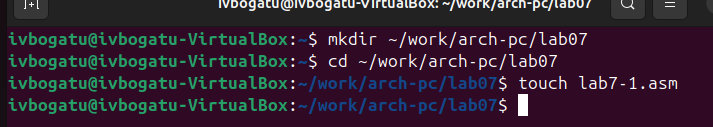 ivbogatu@ivbogatu-VirtualBox: ~/work/arch-pc/lab07
ivbogatu@ivbogatu-VirtualBox:~$ mkdir ~/work/arch-pc/lab07
ivbogatu@ivbogatu-VirtualBox:~$ cd ~/work/arch-pc/lab07
ivbogatu@ivbogatu-VirtualBox:~/work/arch-pc/lab07$ touch lab7-1.asm
ivbogatu@ivbogatu-VirtualBox:~/work/arch-pc/lab07$